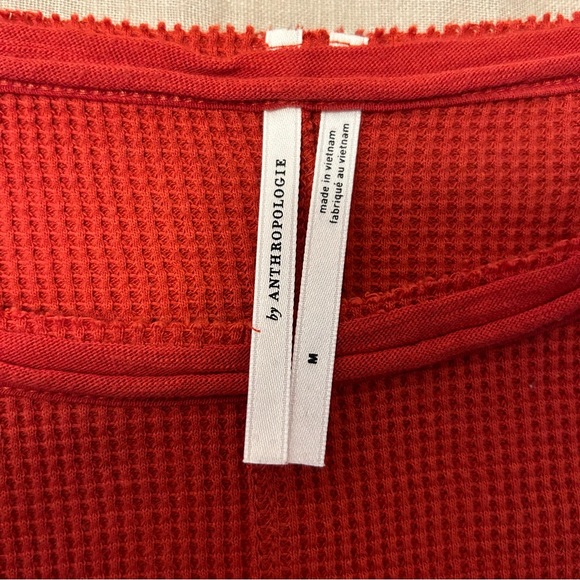 by ANTHROPOLOGIE
made in vietnam
fabriqué au vietnam
M